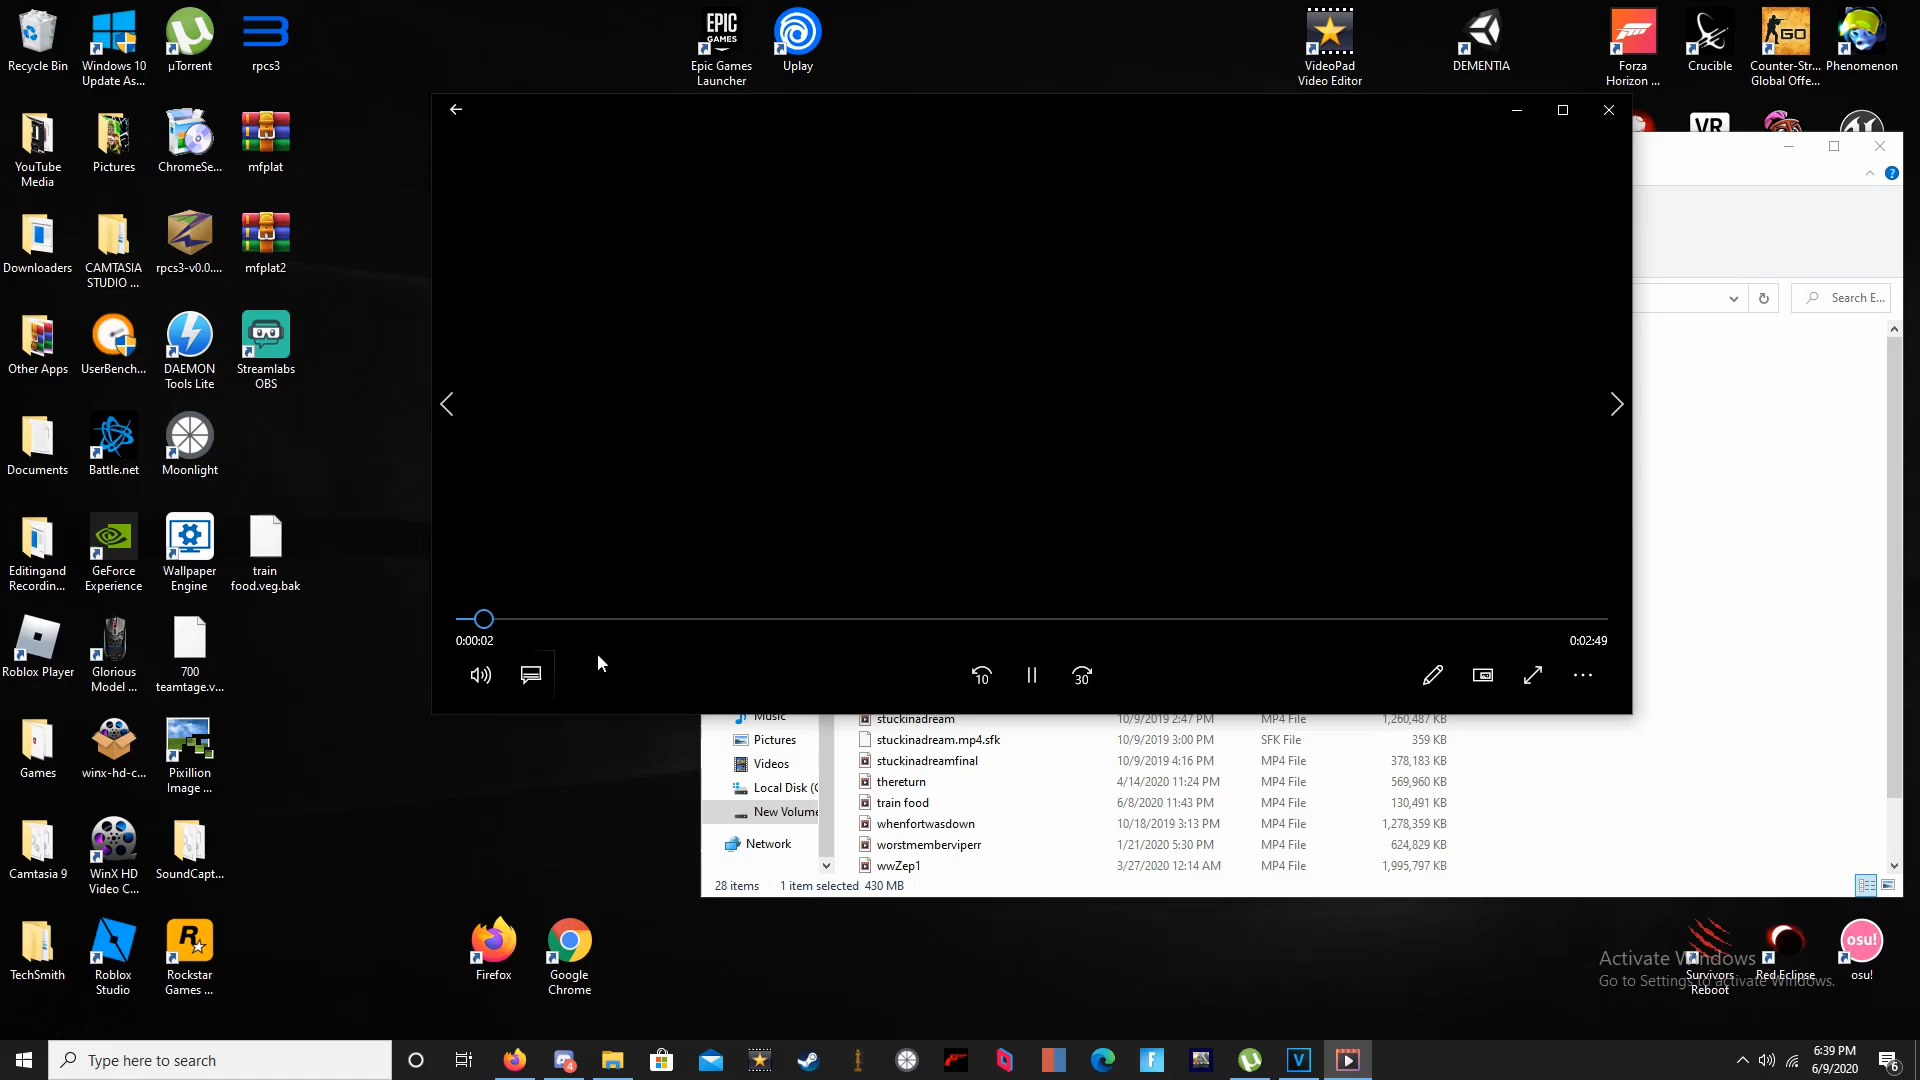 Recycle Bin
Windows 10
Update As...
µTorrent
rpcs3
EPIC
GAMES
Epic Games
Launcher
Uplay
VideoPad
Video Editor
DEMENTIA
Forza
Horizon ...
Crucible
GO
Counter-Str...
Global Offe...
Phenomenon
YouTube
Media
Pictures
ChromeSe...
mfplat
VR
Search E...
Downloaders
CAMTASIA
STUDIO ...
rpcs3-v0.0....
mfplat2
Other Apps
UserBench...
DAEMON
Tools Lite
Streamlabs
OBS
Documents
Battle.net
Moonlight
Editingand
Recordin...
GeForce
Experience
Wallpaper
Engine
train
food.veg.bak
Roblox Player
Glorious
Model ...
700
teamtage.v...
0:00:02
0:02:49
10
30
Games
winx-hd-c...
Pixillion
Image ...
Music
Pictures
Videos
Local Disk (C
New Volume
Network
stuckinadream 10/9/2019 2:47 PM MP4 File 1,260,487 KB
stuckinadream.mp4.sfk 10/9/2019 3:00 PM SFK File 359 KB
stuckinadreamfinal 10/9/2019 4:16 PM MP4 File 378,183 KB
thereturn 4/14/2020 11:24 PM MP4 File 569,960 KB
train food 6/8/2020 11:43 PM MP4 File 130,491 KB
whenfortwasdown 10/18/2019 3:13 PM MP4 File 1,278,359 KB
worstmemberviperr 1/21/2020 5:30 PM MP4 File 624,829 KB
wwZep1 3/27/2020 12:14 AM MP4 File 1,995,797 KB
28 items 1 item selected 430 MB
Camtasia 9
WinX HD
Video C...
SoundCapt...
TechSmith
Roblox
Studio
Rockstar
Games ...
Firefox
Google
Chrome
Activate Windows
Go to Settings to activate Windows.
Survivors
Reboot
Red Eclipse
osu!
osu!
Type here to search
4
6:39 PM
6/9/2020
6